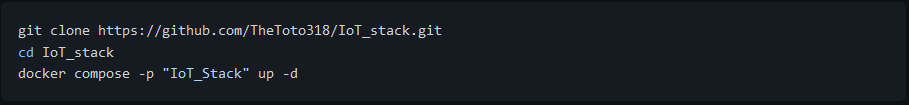 git clone https://github.com/TheToto318/IoT_stack.git
cd IoT_stack
docker compose -p "IoT_Stack" up -d